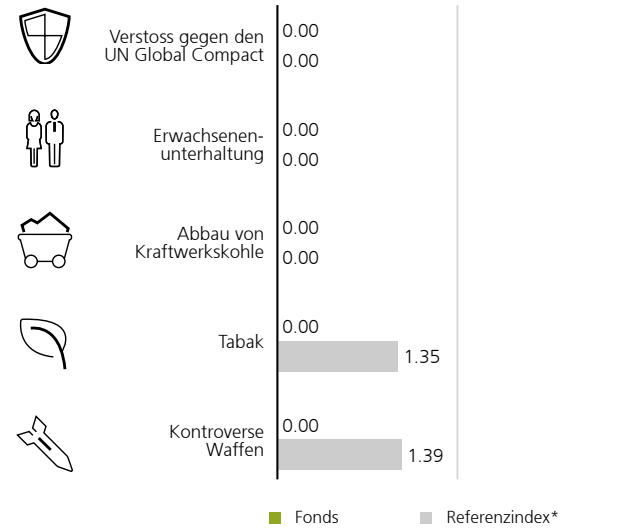 Verstoss gegen den
UN Global Compact
0.00
0.00
Erwachsenen-
unterhaltung
0.00
0.00
Abbau von
Kraftwerkskohle
0.00
0.00
Tabak
0.00
1.35
Kontroverse
Waffen
0.00
1.39
Fonds
Referenzindex*